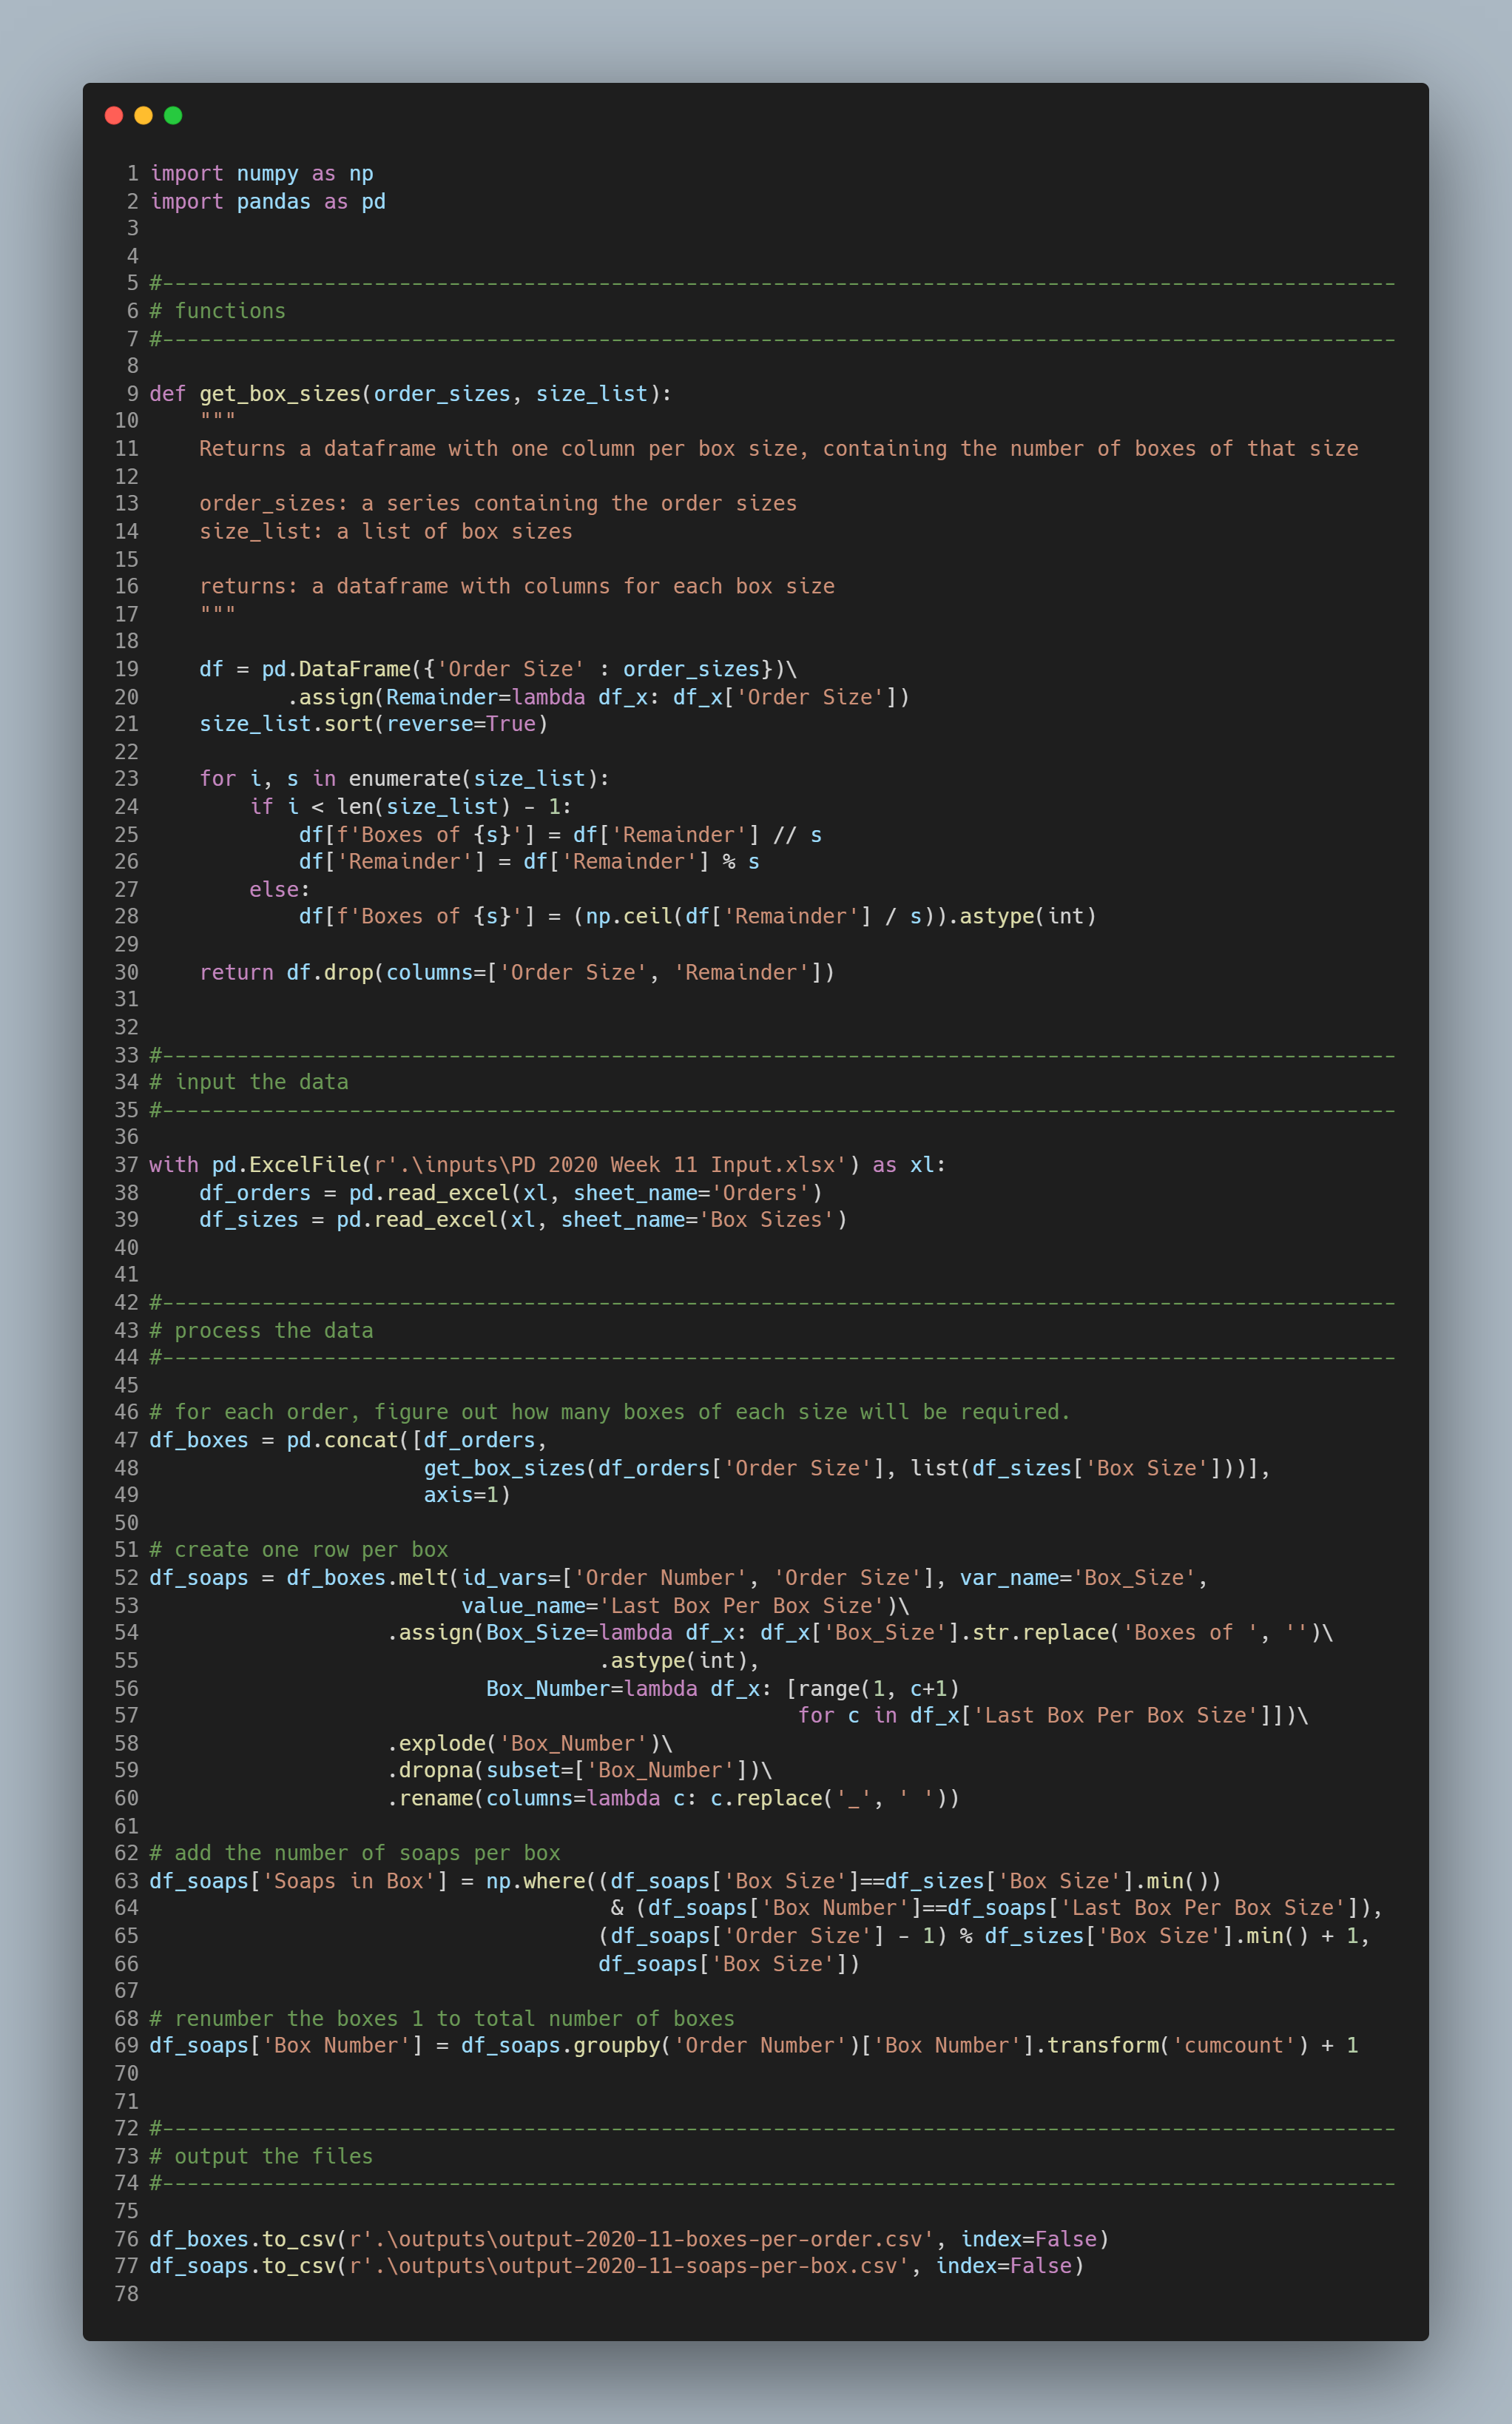 1 import numpy as np
2 import pandas as pd
3
4
5 #---------------------------------------------------------------------------------------------------
6 # functions
7 #---------------------------------------------------------------------------------------------------
8
9 def get_box_sizes(order_sizes, size_list):
10     """
11     Returns a dataframe with one column per box size, containing the number of boxes of that size
12
13     order_sizes: a series containing the order sizes
14     size_list: a list of box sizes
15
16     returns: a dataframe with columns for each box size
17     """
18
19     df = pd.DataFrame({'Order Size' : order_sizes})\
20            .assign(Remainder=lambda df_x: df_x['Order Size'])
21     size_list.sort(reverse=True)
22
23     for i, s in enumerate(size_list):
24         if i < len(size_list) - 1:
25             df[f'Boxes of {s}'] = df['Remainder'] // s
26             df['Remainder'] = df['Remainder'] % s
27         else:
28             df[f'Boxes of {s}'] = (np.ceil(df['Remainder'] / s)).astype(int)
29
30     return df.drop(columns=['Order Size', 'Remainder'])
31
32
33 #---------------------------------------------------------------------------------------------------
34 # input the data
35 #---------------------------------------------------------------------------------------------------
36
37 with pd.ExcelFile(r'.\inputs\PD 2020 Week 11 Input.xlsx') as xl:
38     df_orders = pd.read_excel(xl, sheet_name='Orders')
39     df_sizes = pd.read_excel(xl, sheet_name='Box Sizes')
40
41
42 #---------------------------------------------------------------------------------------------------
43 # process the data
44 #---------------------------------------------------------------------------------------------------
45
46 # for each order, figure out how many boxes of each size will be required.
47 df_boxes = pd.concat([df_orders,
48                       get_box_sizes(df_orders['Order Size'], list(df_sizes['Box Size']))],
49                       axis=1)
50
51 # create one row per box
52 df_soaps = df_boxes.melt(id_vars=['Order Number', 'Order Size'], var_name='Box_Size',
53                          value_name='Last Box Per Box Size')\
54                    .assign(Box_Size=lambda df_x: df_x['Box_Size'].str.replace('Boxes of ', '')\
55                                     .astype(int),
56                            Box_Number=lambda df_x: [range(1, c+1)
57                                                     for c in df_x['Last Box Per Box Size']])\
58                    .explode('Box_Number')\
59                    .dropna(subset=['Box_Number'])\
60                    .rename(columns=lambda c: c.replace('_', ' '))
61
62 # add the number of soaps per box
63 df_soaps['Soaps in Box'] = np.where((df_soaps['Box Size']==df_sizes['Box Size'].min())
64                                      & (df_soaps['Box Number']==df_soaps['Last Box Per Box Size']),
65                                     (df_soaps['Order Size'] - 1) % df_sizes['Box Size'].min() + 1,
66                                     df_soaps['Box Size'])
67
68 # renumber the boxes 1 to total number of boxes
69 df_soaps['Box Number'] = df_soaps.groupby('Order Number')['Box Number'].transform('cumcount') + 1
70
71
72 #---------------------------------------------------------------------------------------------------
73 # output the files
74 #---------------------------------------------------------------------------------------------------
75
76 df_boxes.to_csv(r'.\outputs\output-2020-11-boxes-per-order.csv', index=False)
77 df_soaps.to_csv(r'.\outputs\output-2020-11-soaps-per-box.csv', index=False)
78